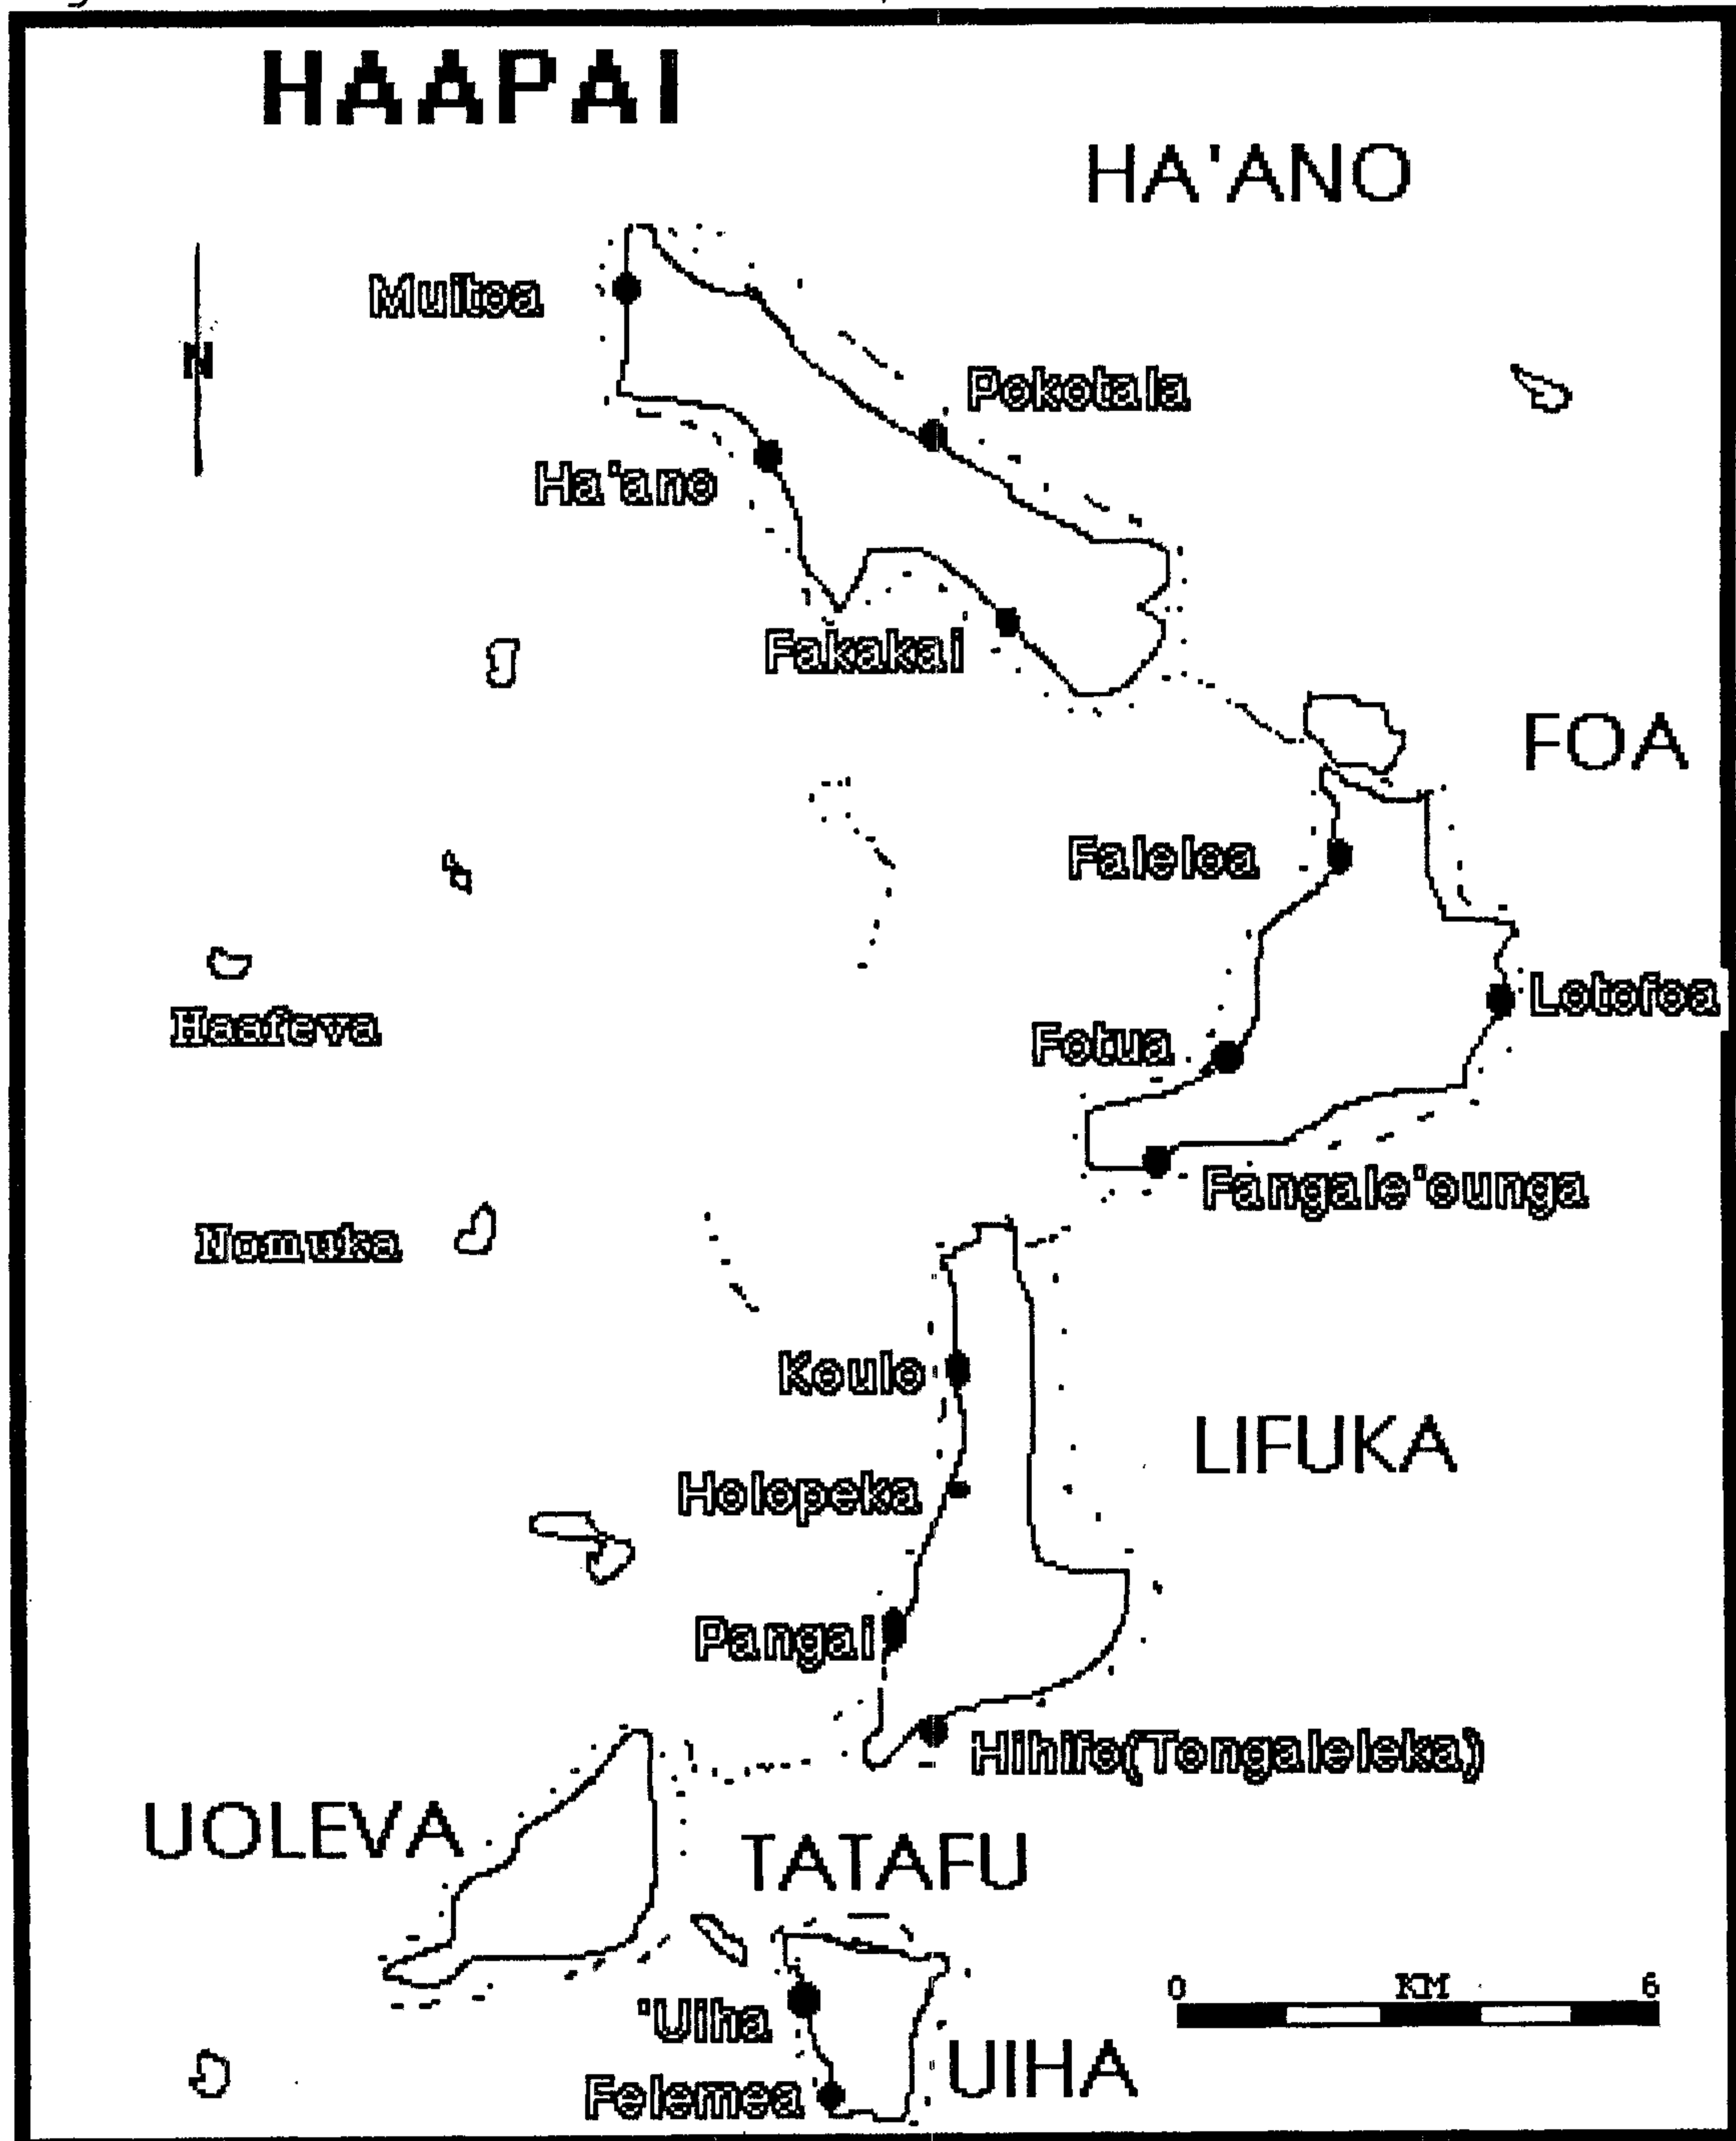 HAAPAI
HA'ANO
Muitoa
N
Pokotala
Ha'ano
Fakakai
FOA
Faleloa
Lotofoa
Haafeva
Fotua
Fangale'ounga
Nomuka
Koulo
LIFUKA
Holopeka
Pangai
Hihifo(Tongaleleka)
UOLEVA
TATAFU
0 KM 6
'Uiha
UIHA
Felemea